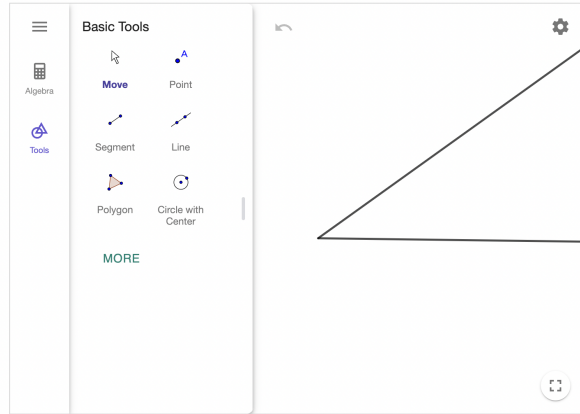 Basic Tools
A
Algebra
Move
Point
Tools
Segment
Line
Polygon
Circle with
Center
MORE